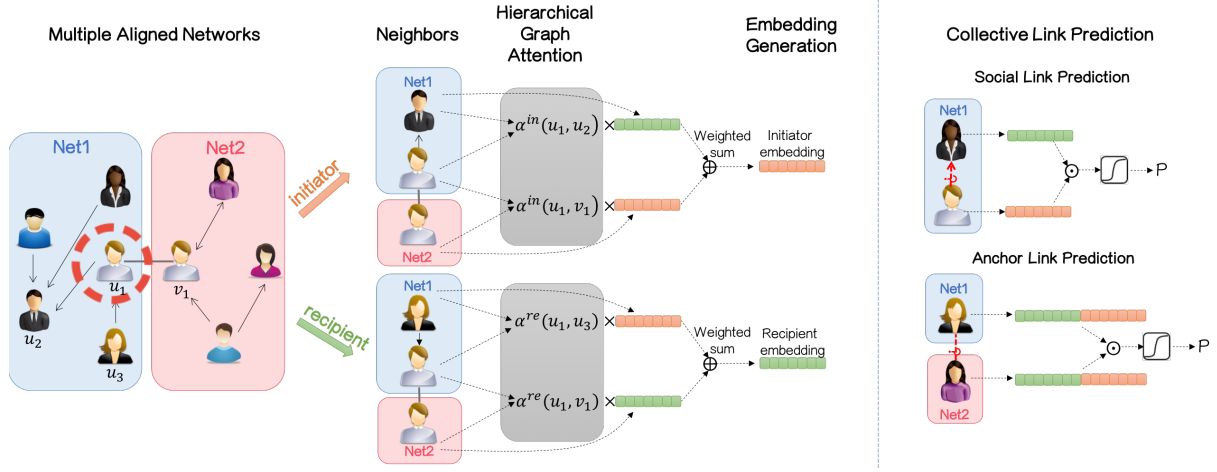 Multiple Aligned Networks
Net1
Net2
u₁
v₁
u₂
u₃
initiator
recipient
Neighbors
Net1
Net2
Net1
Net2
Hierarchical
Graph
Attention
α^{in}(u₁, u₂)
×
α^{in}(u₁, v₁)
×
α^{re}(u₁, u₃)
×
α^{re}(u₁, v₁)
×
Embedding
Generation
Weighted
sum
Initiator
embedding
Weighted
sum
Recipient
embedding
Collective Link Prediction
Social Link Prediction
Net1
?
P
Anchor Link Prediction
Net1
?
Net2
P